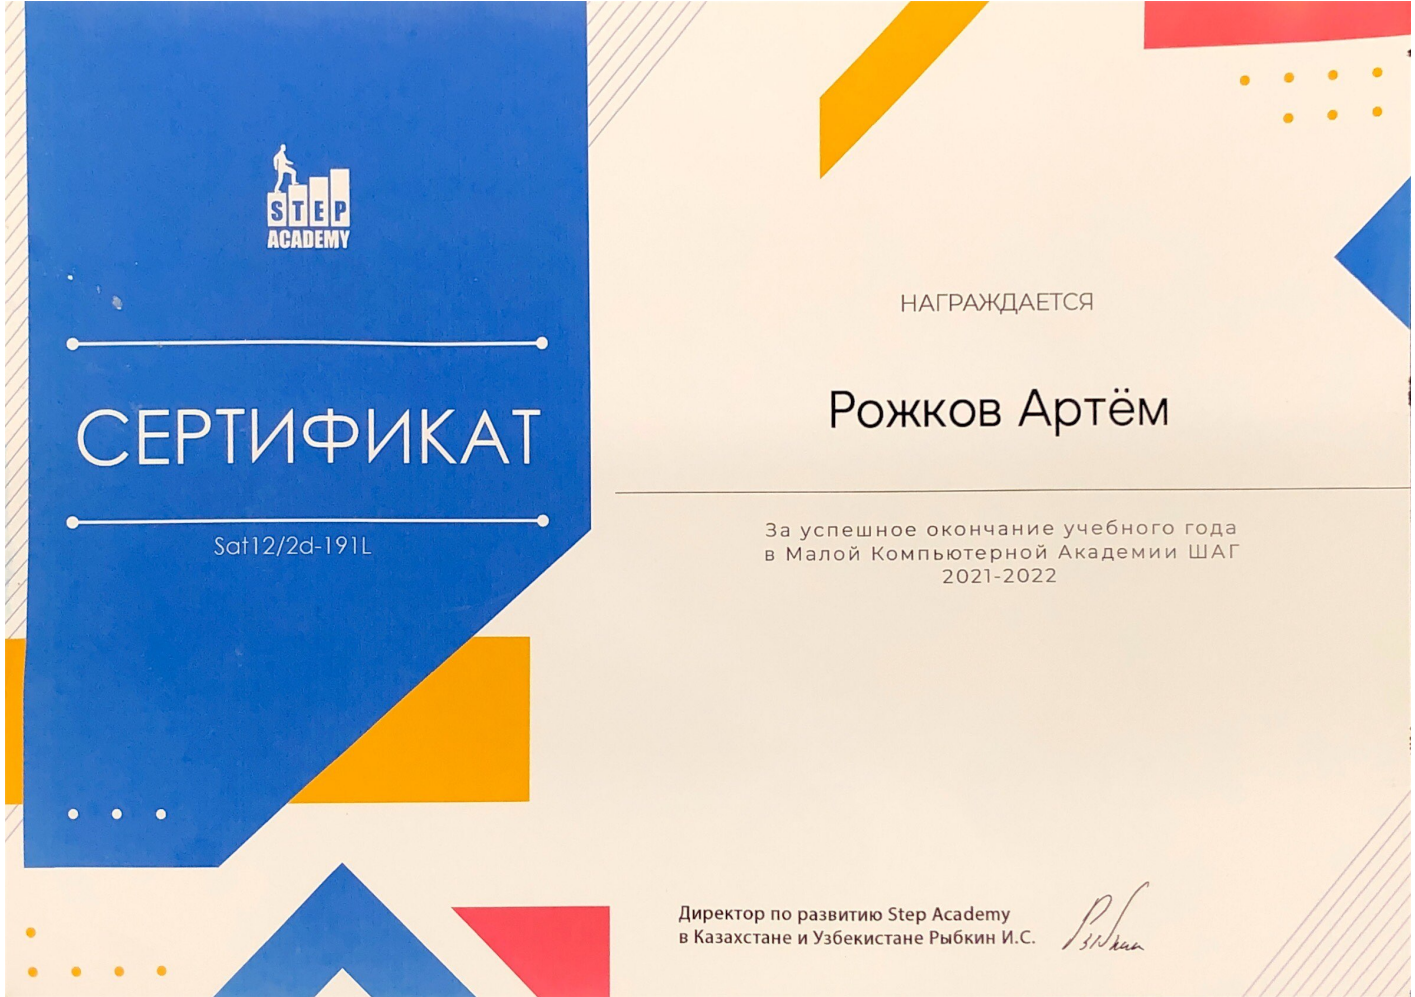 STEP
ACADEMY
СЕРТИФИКАТ
Sat12/2d-191L
НАГРАЖДАЕТСЯ
Рожков Артём
За успешное окончание учебного года
в Малой Компьютерной Академии ШАГ
2021-2022
Директор по развитию Step Academy
в Казахстане и Узбекистане Рыбкин И.С.